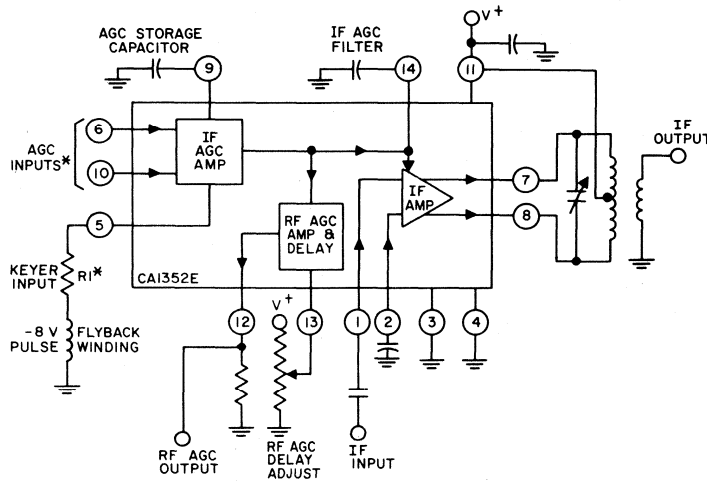 AGC STORAGE
CAPACITOR
IF AGC
FILTER
V+
9
14
11
6
10
AGC
INPUTS*
IF
AGC
AMP
IF
OUTPUT
7
8
IF
AMP
5
RF AGC
AMP &
DELAY
KEYER
INPUT
R1*
CA1352E
V+
12
13
1
2
3
4
-8 V
PULSE
FLYBACK
WINDING
RF AGC
OUTPUT
RF AGC
DELAY
ADJUST
IF
INPUT